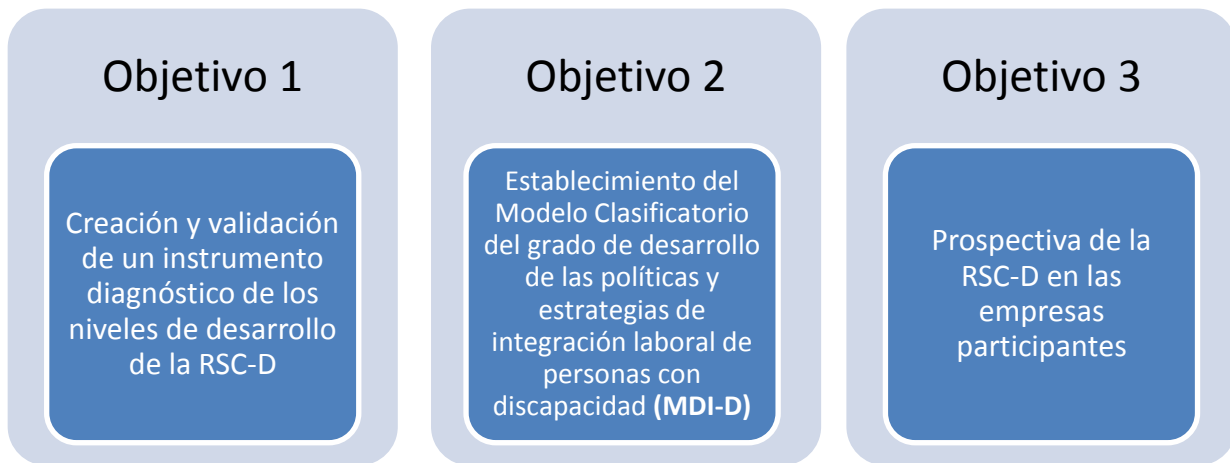 Objetivo 1
Creación y validación
de un instrumento
diagnóstico de los
niveles de desarrollo
de la RSC-D
Objetivo 2
Establecimiento del
Modelo Clasificatorio
del grado de desarrollo
de las políticas y
estrategias de
integración laboral de
personas con
discapacidad (MDI-D)
Objetivo 3
Prospectiva de la
RSC-D en las
empresas
participantes